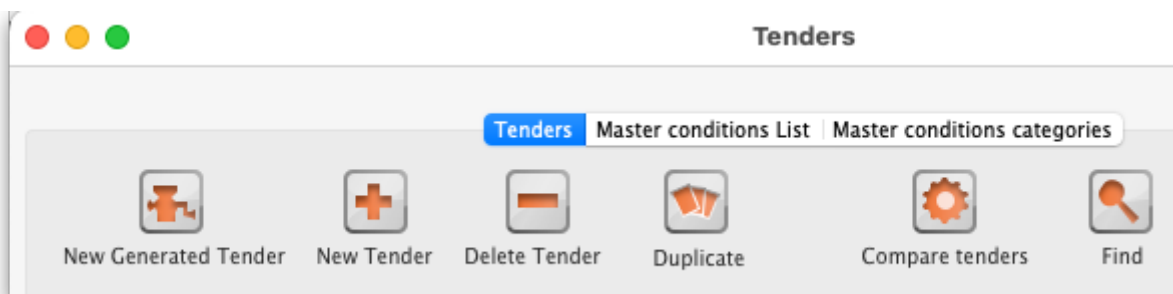 Tenders
Tenders Master conditions List Master conditions categories
New Generated Tender New Tender Delete Tender Duplicate Compare tenders Find